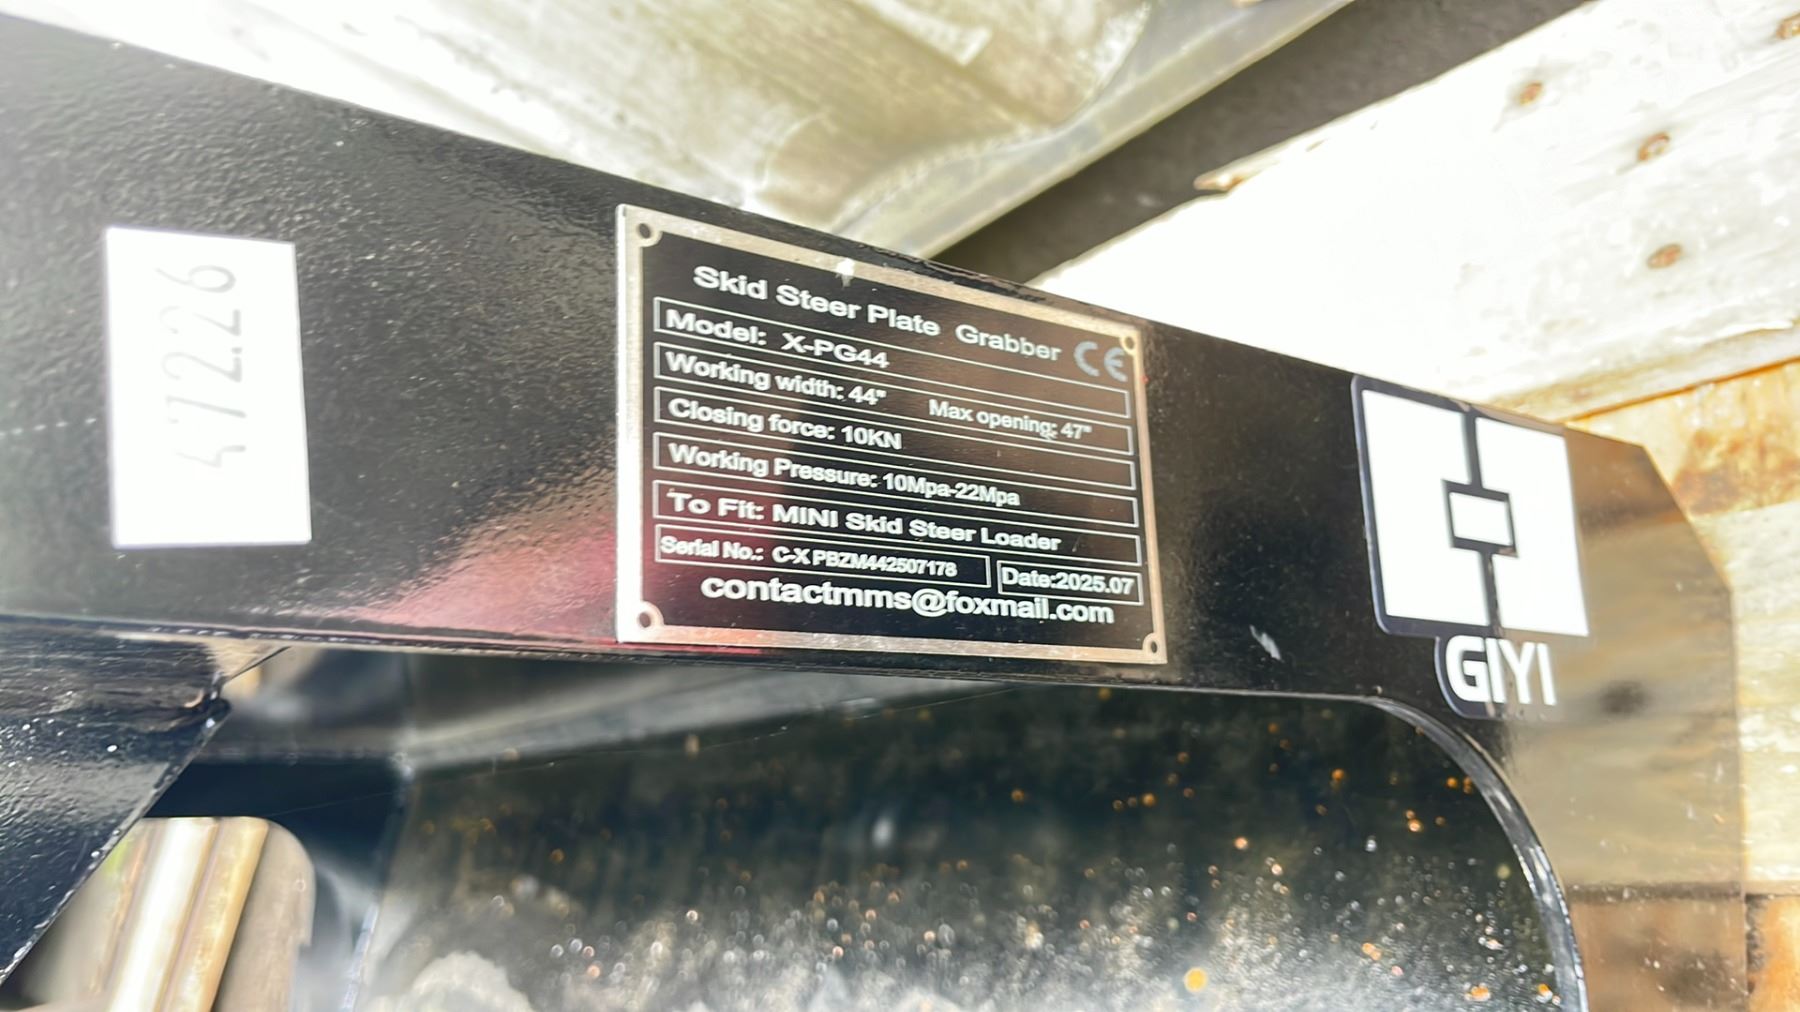 Skid Steer Plate Grabber CE
Model: X-PG44
Working width: 44" Max opening: 47"
Closing force: 10KN
Working Pressure: 10Mpa-22Mpa
To Fit: MINI Skid Steer Loader
Serial No.: C-X PBZM442507178 Date:2025.07
contactmms@foxmail.com
GIYI